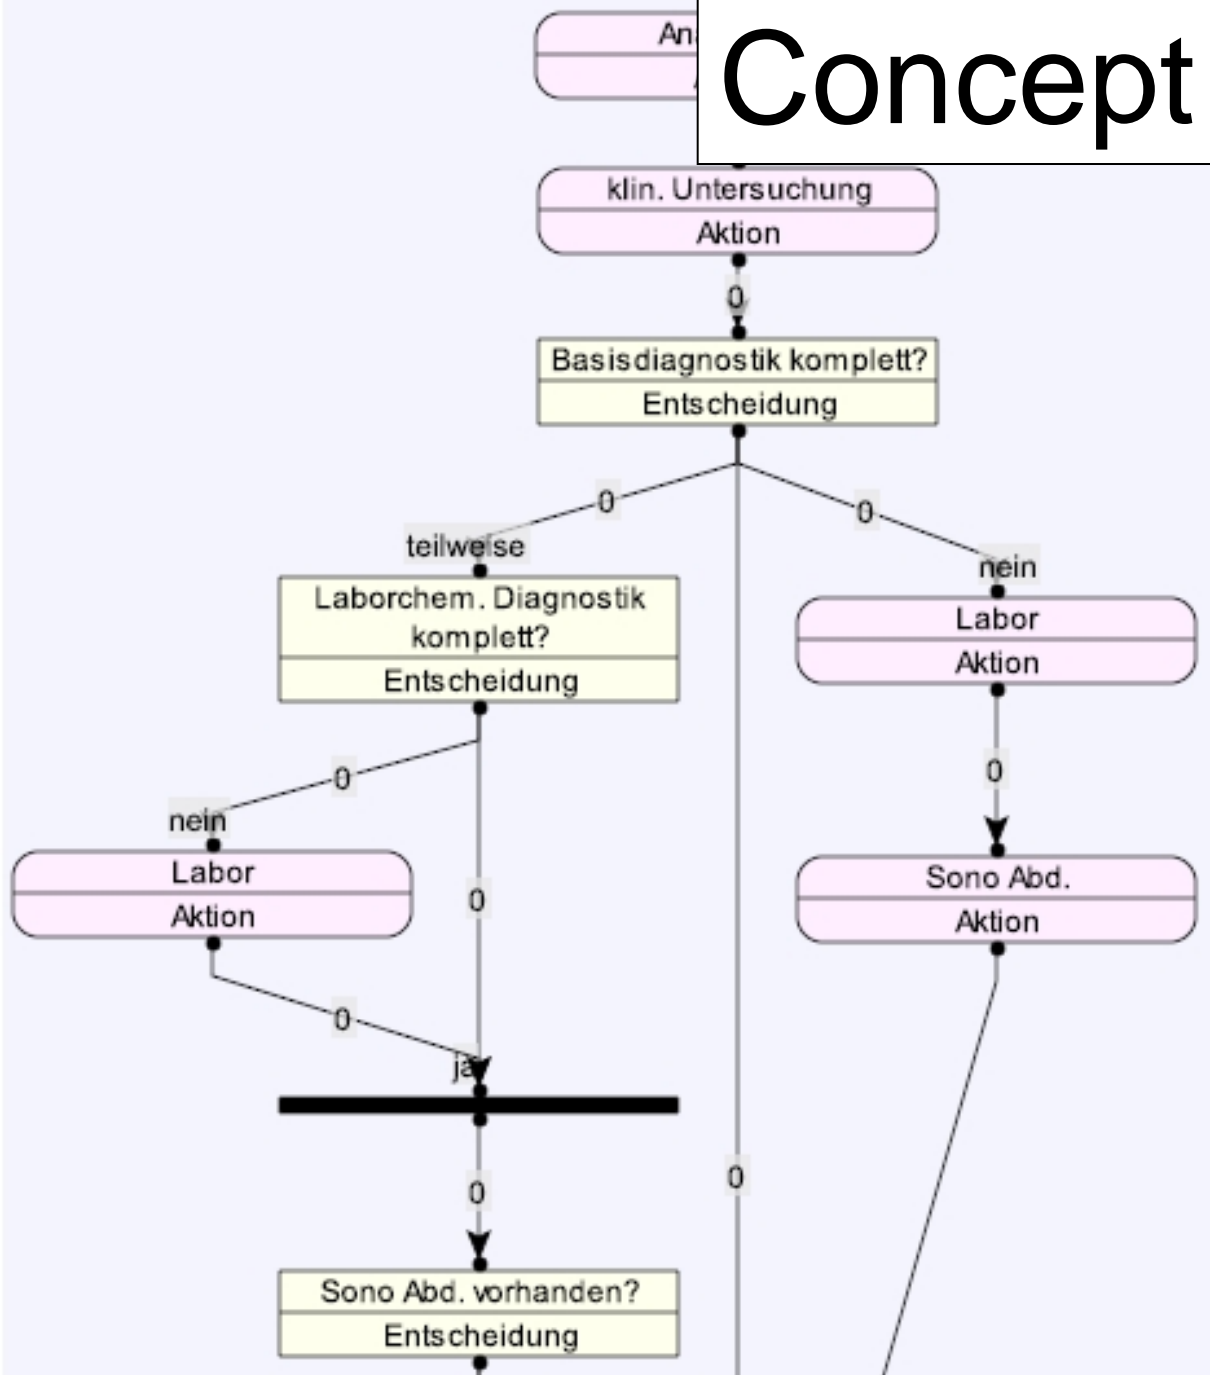 Concept
klin. Untersuchung
Aktion
0
Basisdiagnostik komplett?
Entscheidung
0
0
teilweise
nein
Laborchem. Diagnostik
komplett?
Entscheidung
Labor
Aktion
0
0
nein
Labor
Aktion
0
Sono Abd.
Aktion
0
ja
0
0
Sono Abd. vorhanden?
Entscheidung